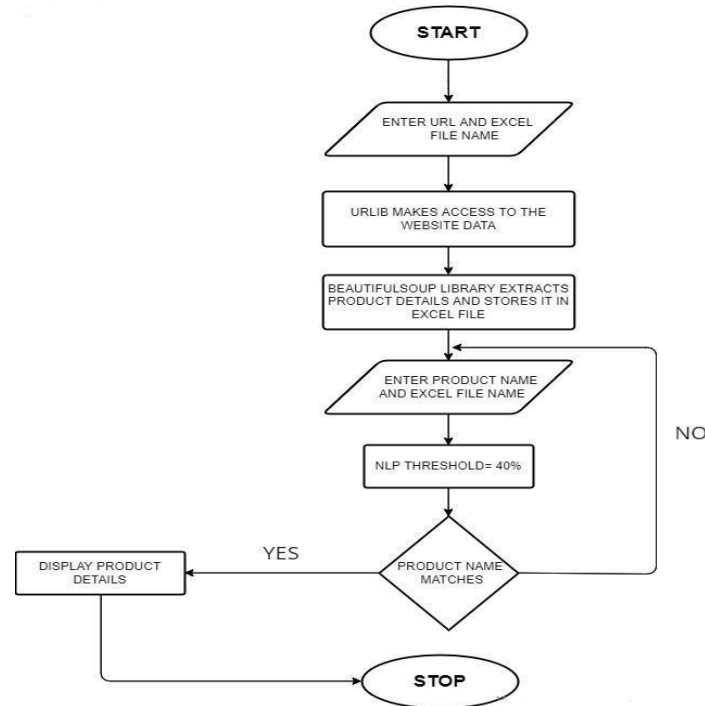 START
ENTER URL AND EXCEL
FILE NAME
URLIB MAKES ACCESS TO THE
WEBSITE DATA
BEAUTIFULSOUP LIBRARY EXTRACTS
PRODUCT DETAILS AND STORES IT IN
EXCEL FILE
ENTER PRODUCT NAME
AND EXCEL FILE NAME
NO
NLP THRESHOLD= 40%
YES
PRODUCT NAME
MATCHES
DISPLAY PRODUCT
DETAILS
STOP